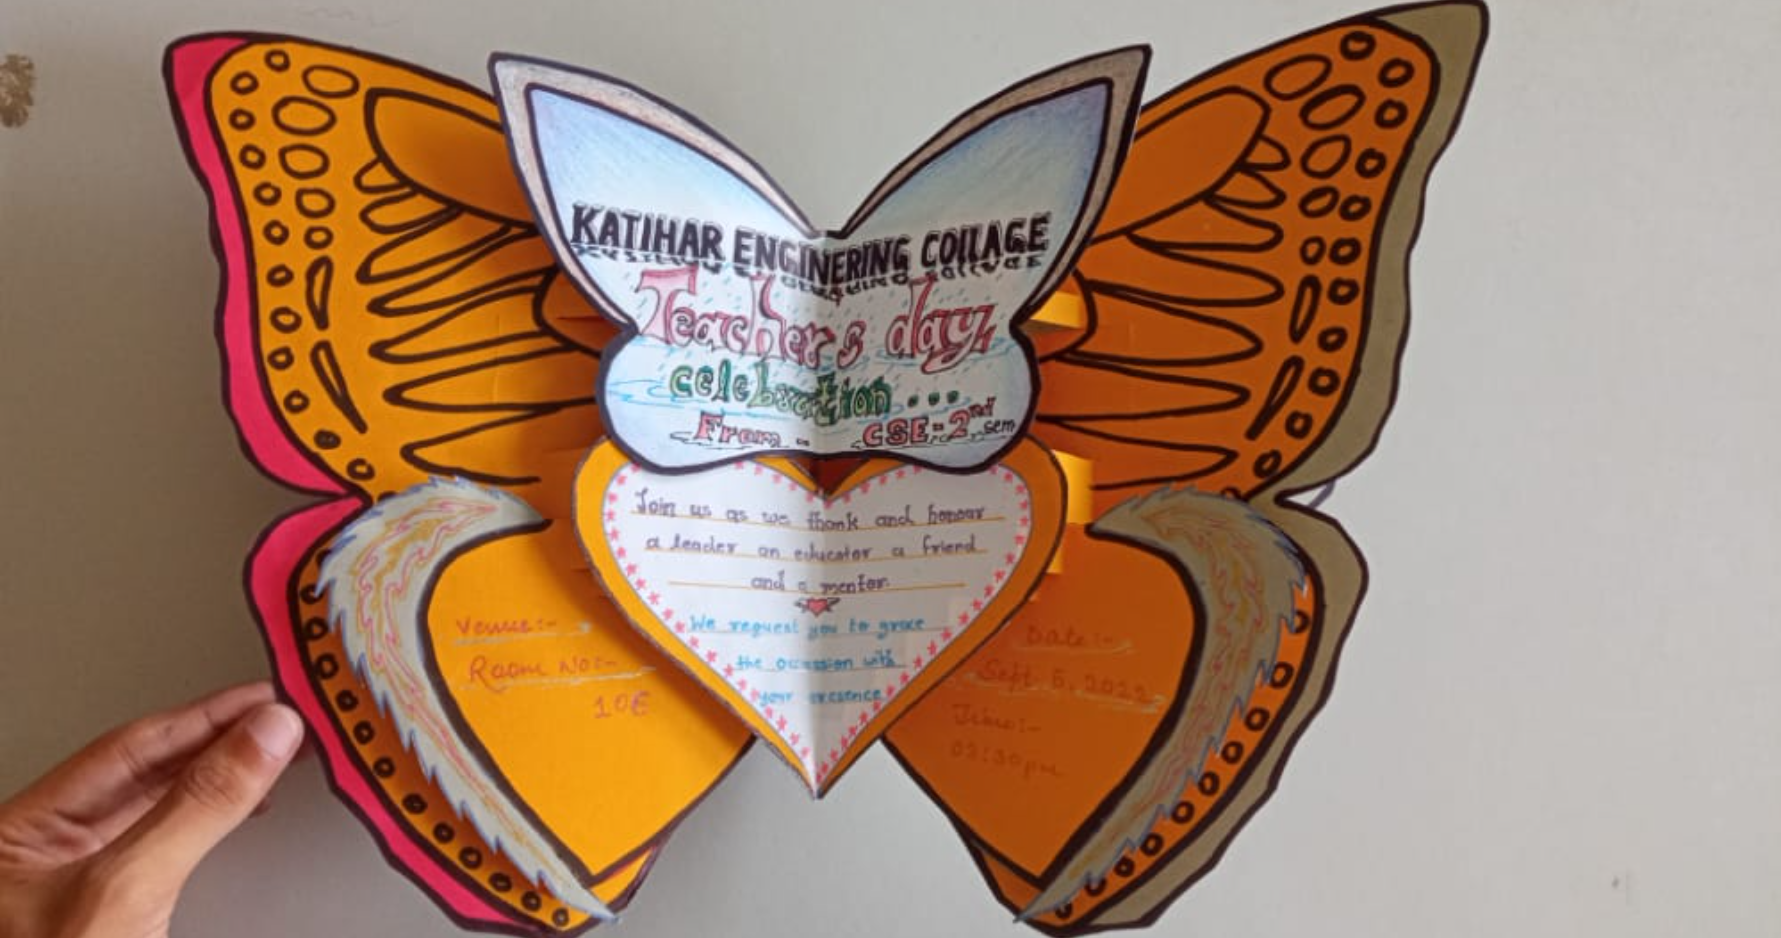 KATIHAR ENGINERING COLLAGE
Teacher's day
celebration...
From - CSE-2nd sem
Join us as we thank and honour
a leader an educator a friend
and a mentor
We request you to grace
the ocassion with
your presence
Venue:-
Room No:-
10E
Date:-
Sept 5, 2022
Time:-
03:30pm